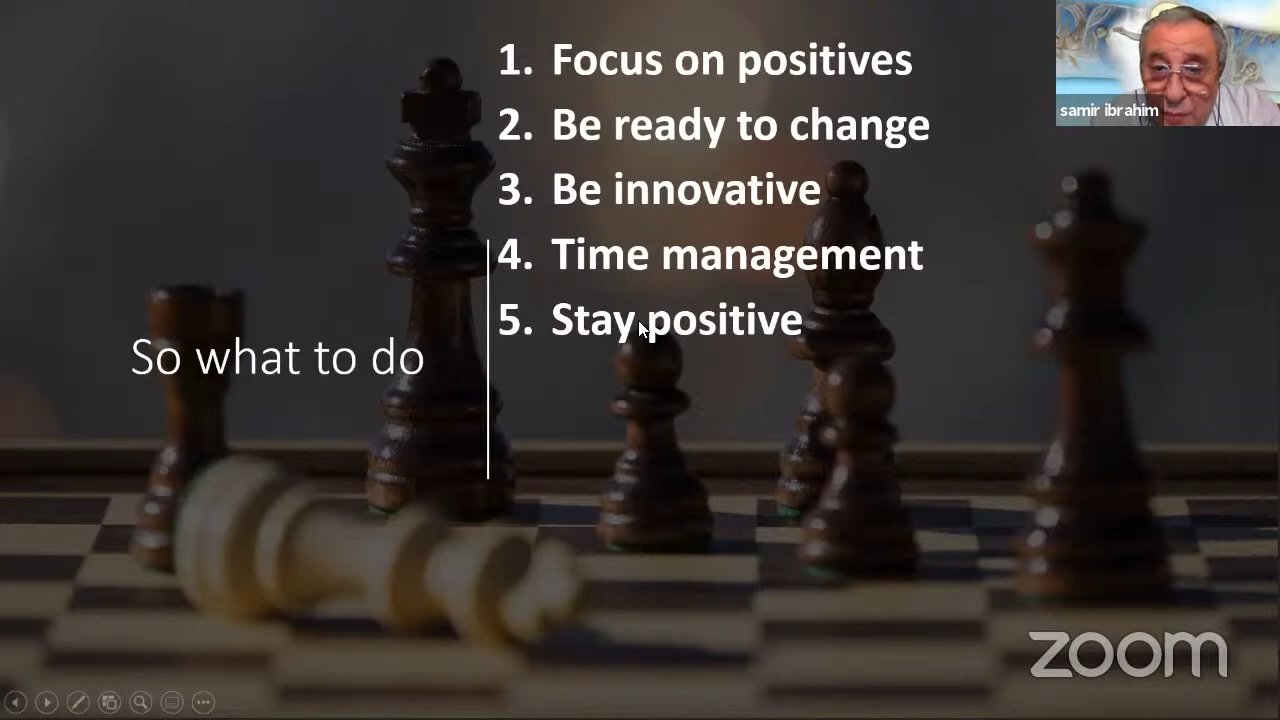 1. Focus on positives
2. Be ready to change
3. Be innovative
4. Time management
5. Stay positive
So what to do
samir ibrahim
zoom